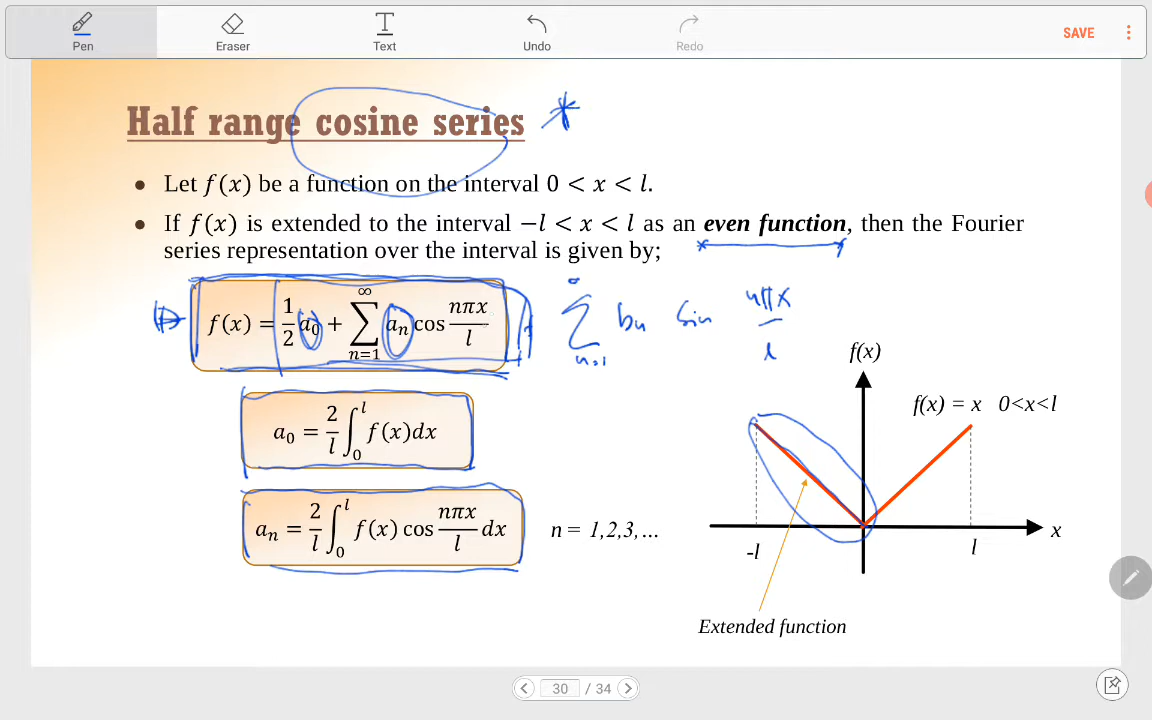 Pen Eraser Text Undo Redo SAVE
Half range cosine series *
• Let f(x) be a function on the interval 0 < x < l.
• If f(x) is extended to the interval −l < x < l as an even function, then the Fourier
series representation over the interval is given by;
f(x) = 1/2 a₀ + ∑_{n=1}^{∞} aₙ cos nπx/l
+ ∑_{n=1}^{∞} bₙ sin nπx/l
a₀ = 2/l ∫₀ˡ f(x)dx
aₙ = 2/l ∫₀ˡ f(x) cos nπx/l dx n = 1,2,3,…
f(x)
f(x) = x 0<x<l
-l l x
Extended function
30 / 34